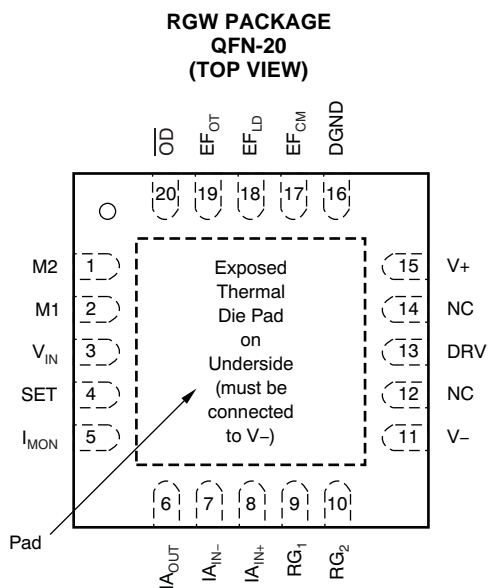 RGW PACKAGE
QFN-20
(TOP VIEW)
OD
EF_OT
EF_LD
EF_CM
DGND
20
19
18
17
16
M2
1
M1
2
V_IN
3
SET
4
I_MON
5
Exposed
Thermal
Die Pad
on
Underside
(must be
connected
to V–)
15
V+
14
NC
13
DRV
12
NC
11
V–
6
7
8
9
10
Pad
IA_OUT
IA_IN–
IA_IN+
RG_1
RG_2